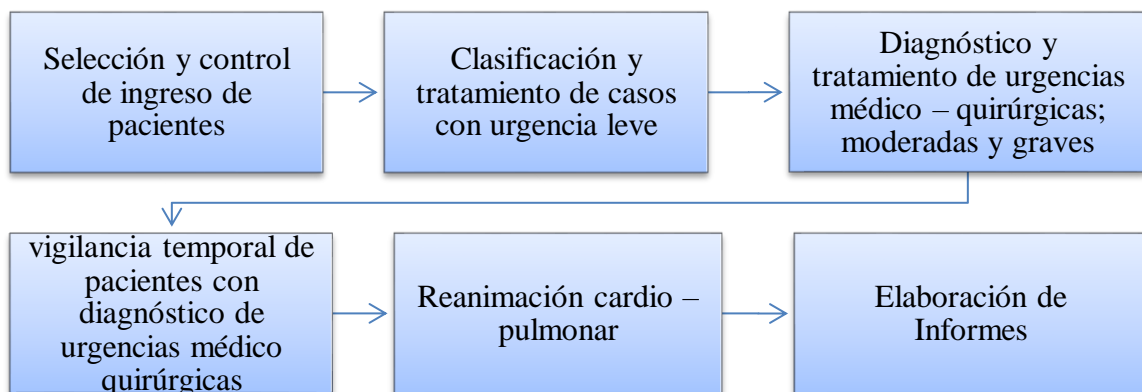 Selección y control
de ingreso de
pacientes
Clasificación y
tratamiento de casos
con urgencia leve
Diagnóstico y
tratamiento de urgencias
médico – quirúrgicas;
moderadas y graves
vigilancia temporal de
pacientes con
diagnóstico de
urgencias médico
quirúrgicas
Reanimación cardio –
pulmonar
Elaboración de
Informes